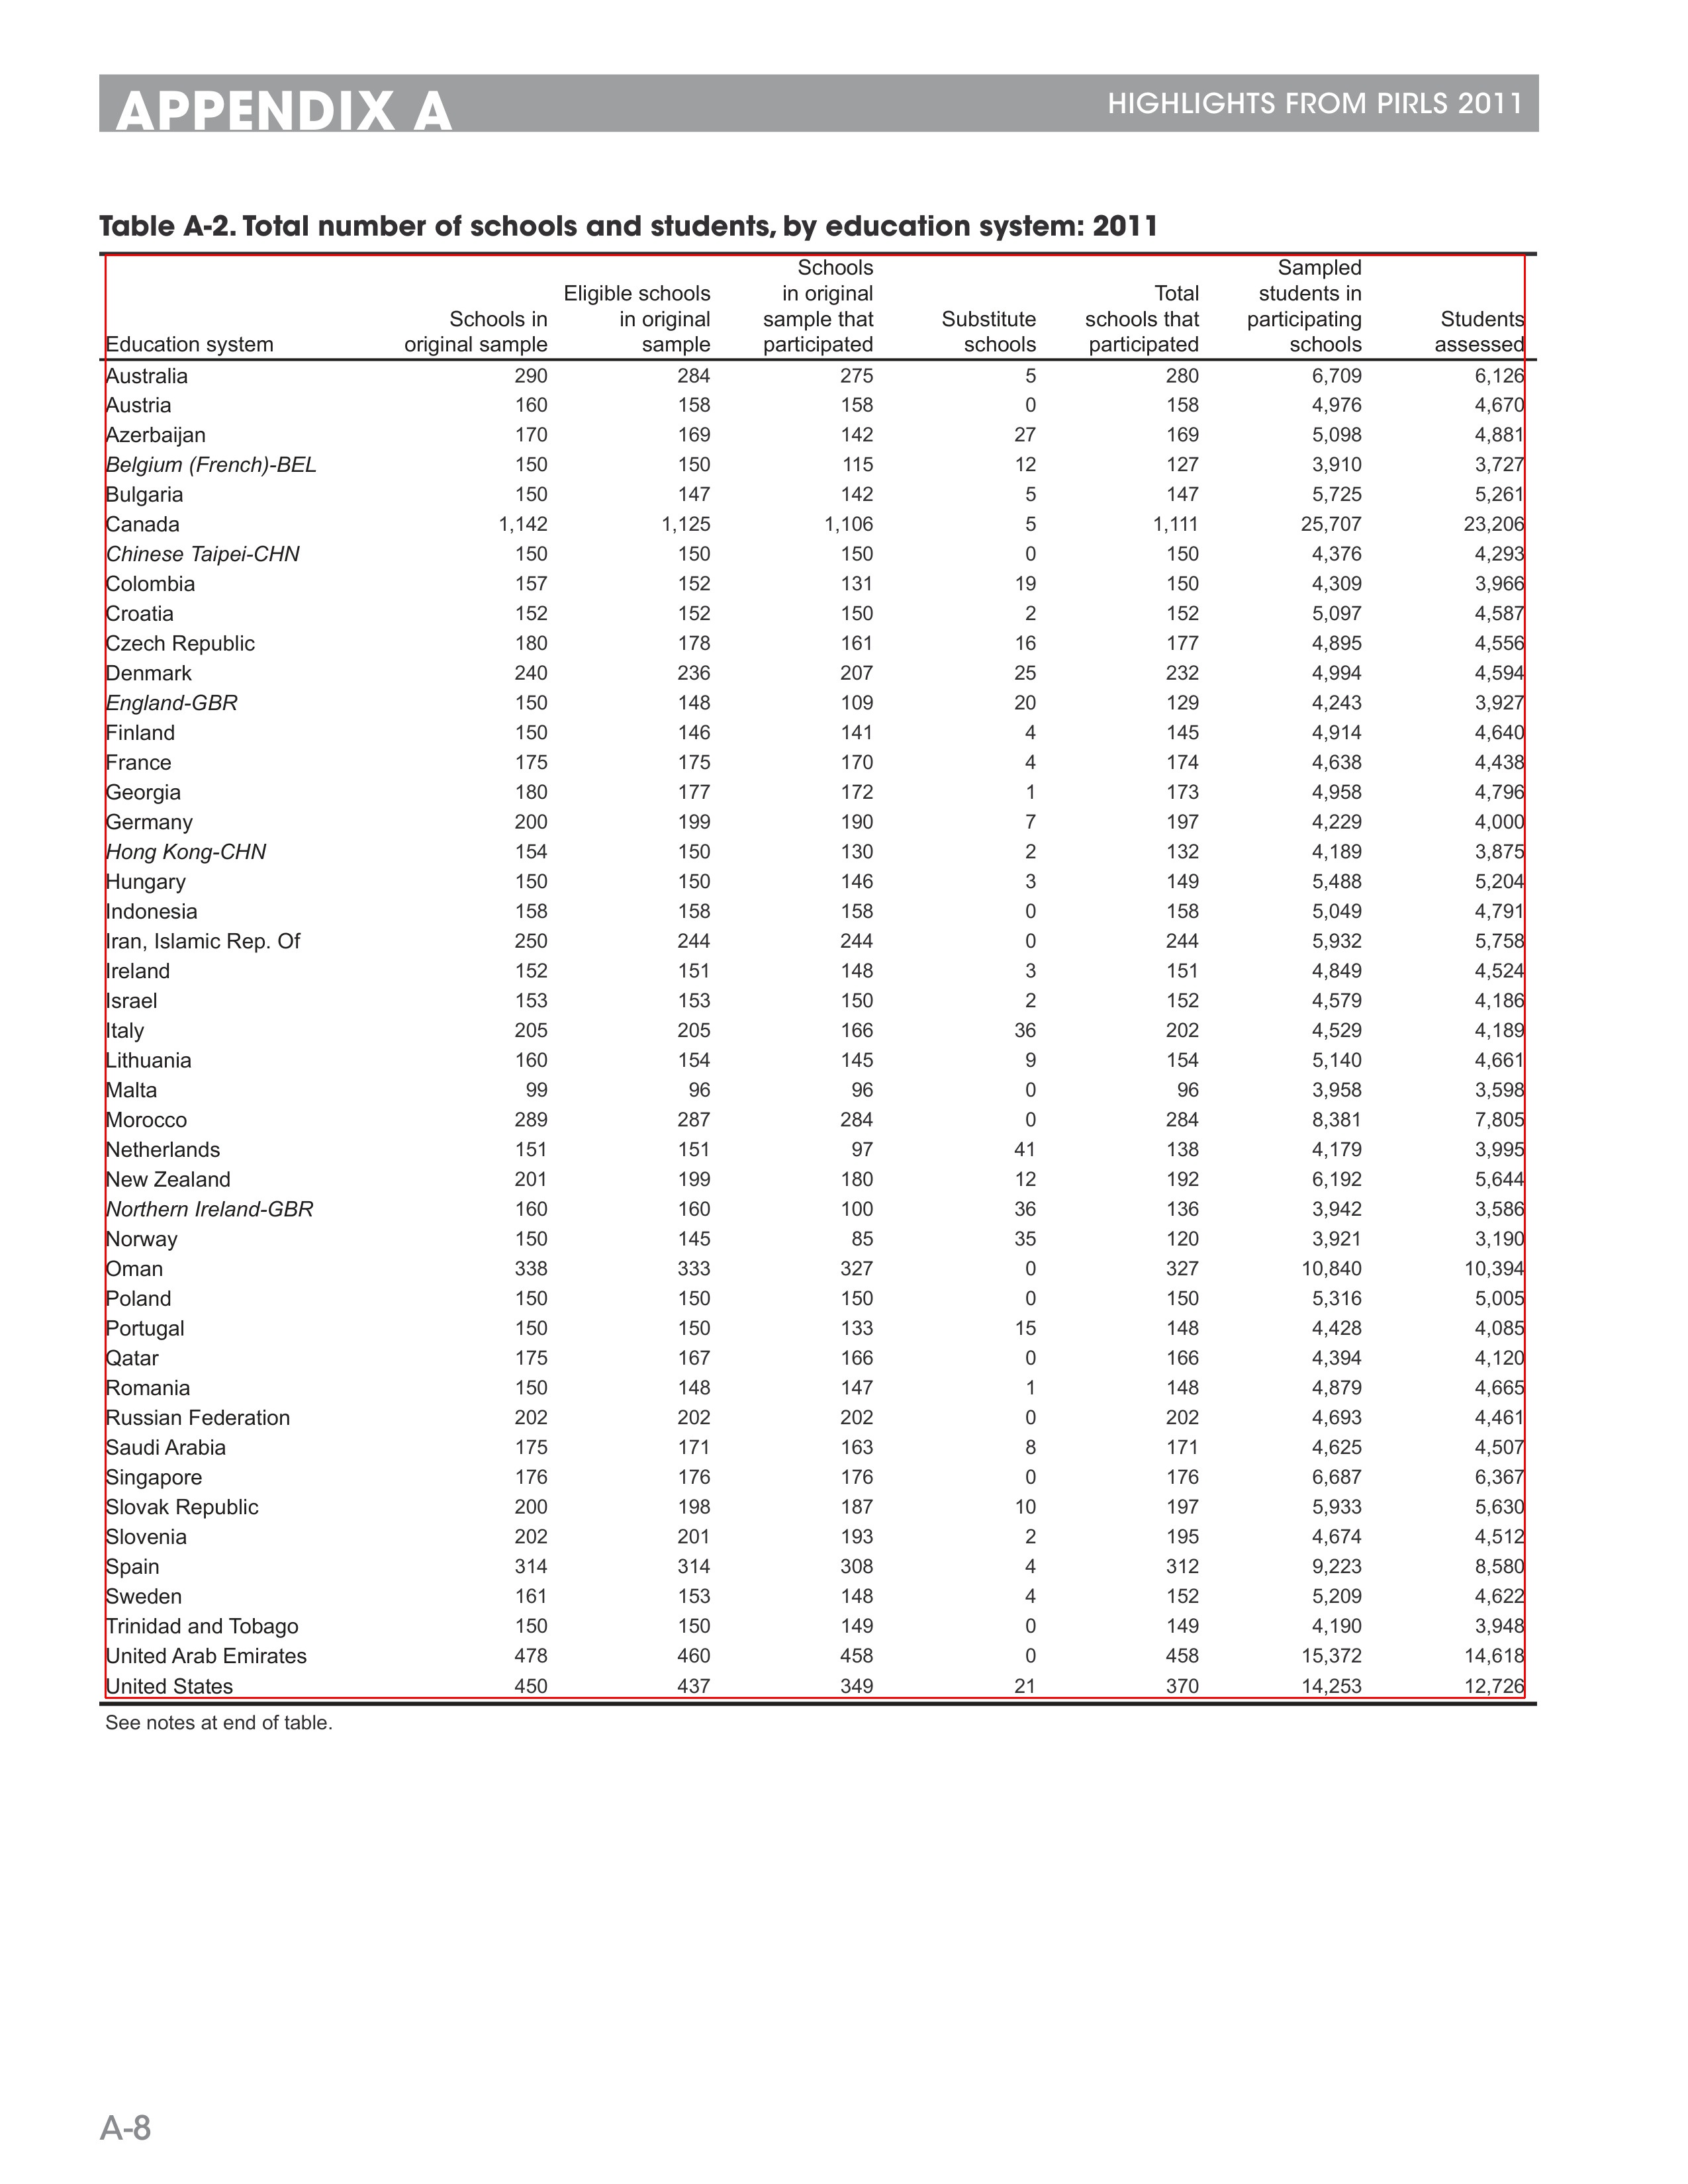 APPENDIX A
HIGHLIGHTS FROM PIRLS 2011
Table A-2. Total number of schools and students, by education system: 2011
Education system Schools in original sample Eligible schools in original sample Schools in original sample that participated Substitute schools Total schools that participated Sampled students in participating schools Students assessed
Australia 290 284 275 5 280 6,709 6,126
Austria 160 158 158 0 158 4,976 4,670
Azerbaijan 170 169 142 27 169 5,098 4,881
Belgium (French)-BEL 150 150 115 12 127 3,910 3,727
Bulgaria 150 147 142 5 147 5,725 5,261
Canada 1,142 1,125 1,106 5 1,111 25,707 23,206
Chinese Taipei-CHN 150 150 150 0 150 4,376 4,293
Colombia 157 152 131 19 150 4,309 3,966
Croatia 152 152 150 2 152 5,097 4,587
Czech Republic 180 178 161 16 177 4,895 4,556
Denmark 240 236 207 25 232 4,994 4,594
England-GBR 150 148 109 20 129 4,243 3,927
Finland 150 146 141 4 145 4,914 4,640
France 175 175 170 4 174 4,638 4,438
Georgia 180 177 172 1 173 4,958 4,796
Germany 200 199 190 7 197 4,229 4,000
Hong Kong-CHN 154 150 130 2 132 4,189 3,875
Hungary 150 150 146 3 149 5,488 5,204
Indonesia 158 158 158 0 158 5,049 4,791
Iran, Islamic Rep. Of 250 244 244 0 244 5,932 5,758
Ireland 152 151 148 3 151 4,849 4,524
Israel 153 153 150 2 152 4,579 4,186
Italy 205 205 166 36 202 4,529 4,189
Lithuania 160 154 145 9 154 5,140 4,661
Malta 99 96 96 0 96 3,958 3,598
Morocco 289 287 284 0 284 8,381 7,805
Netherlands 151 151 97 41 138 4,179 3,995
New Zealand 201 199 180 12 192 6,192 5,644
Northern Ireland-GBR 160 160 100 36 136 3,942 3,586
Norway 150 145 85 35 120 3,921 3,190
Oman 338 333 327 0 327 10,840 10,394
Poland 150 150 150 0 150 5,316 5,005
Portugal 150 150 133 15 148 4,428 4,085
Qatar 175 167 166 0 166 4,394 4,120
Romania 150 148 147 1 148 4,879 4,665
Russian Federation 202 202 202 0 202 4,693 4,461
Saudi Arabia 175 171 163 8 171 4,625 4,507
Singapore 176 176 176 0 176 6,687 6,367
Slovak Republic 200 198 187 10 197 5,933 5,630
Slovenia 202 201 193 2 195 4,674 4,512
Spain 314 314 308 4 312 9,223 8,580
Sweden 161 153 148 4 152 5,209 4,622
Trinidad and Tobago 150 150 149 0 149 4,190 3,948
United Arab Emirates 478 460 458 0 458 15,372 14,618
United States 450 437 349 21 370 14,253 12,726
See notes at end of table.
A-8